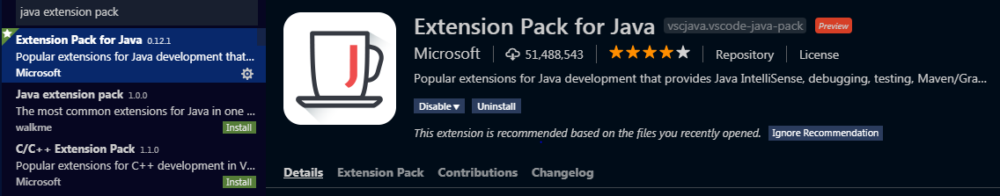 java extension pack
Extension Pack for Java 0.12.1
Popular extensions for Java development that...
Microsoft
Java extension pack 1.0.0
The most common extensions for Java in one ...
walkme Install
C/C++ Extension Pack 1.1.0
Popular extensions for C++ development in V...
Microsoft Install
J
Extension Pack for Java vscjava.vscode-java-pack Preview
Microsoft 51,488,543 Repository License
Popular extensions for Java development that provides Java IntelliSense, debugging, testing, Maven/Gra...
Disable Uninstall
This extension is recommended based on the files you recently opened. Ignore Recommendation
Details Extension Pack Contributions Changelog